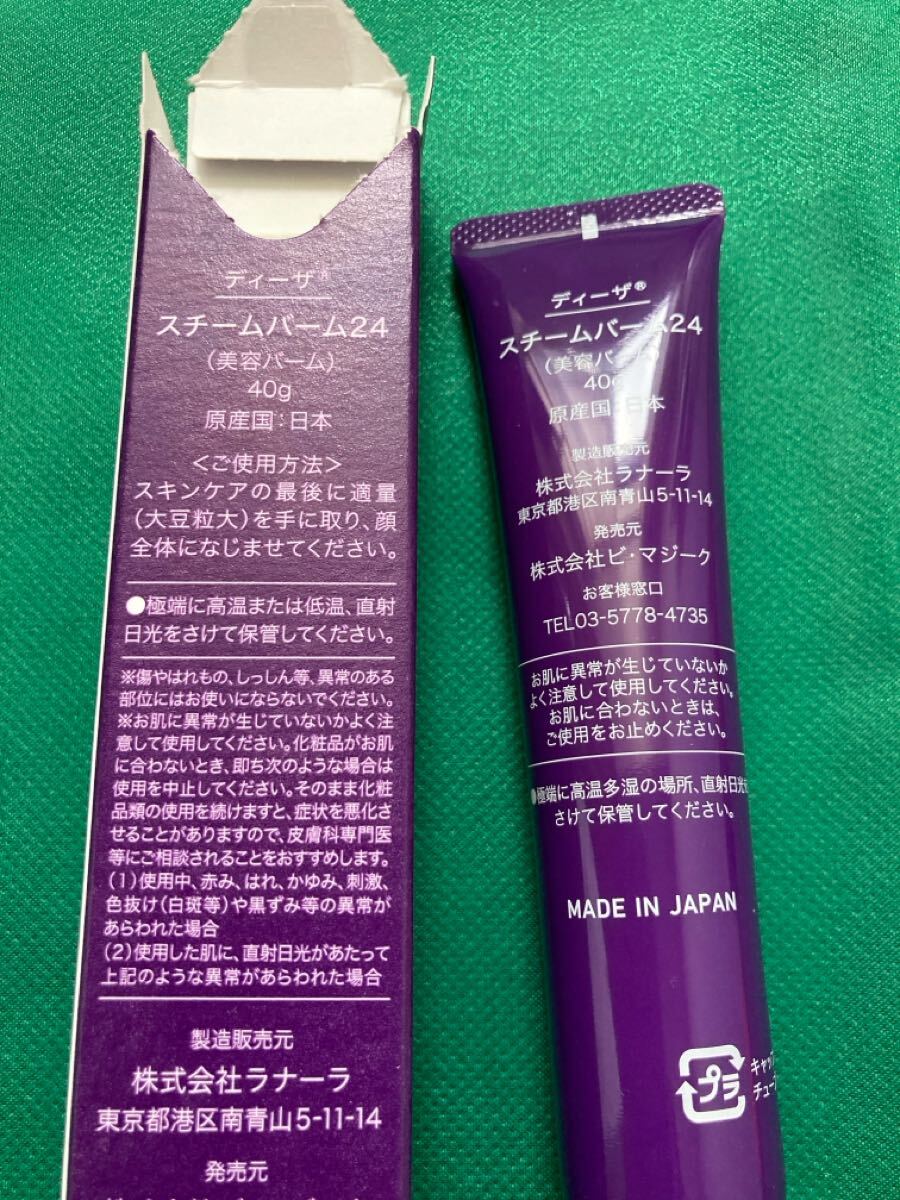 ディーザ®
スチームバーム24
(美容バーム)
40g
原産国:日本
＜ご使用方法＞
スキンケアの最後に適量
(大豆粒大)を手に取り、顔
全体になじませてください。
●極端に高温または低温、直射
日光をさけて保管してください。
※傷やはれもの、しっしん等、異常のある
部位にはお使いにならないでください。
※お肌に異常が生じていないかよく注
意して使用してください。化粧品がお肌
に合わないとき、即ち次のような場合は
使用を中止してください。そのまま化粧
品類の使用を続けますと、症状を悪化さ
せることがありますので、皮膚科専門医
等にご相談されることをおすすめします。
(1)使用中、赤み、はれ、かゆみ、刺激、
色抜け(白斑等)や黒ずみ等の異常が
あらわれた場合
(2)使用した肌に、直射日光があたって
上記のような異常があらわれた場合
製造販売元
株式会社ラナーラ
東京都港区南青山5-11-14
発売元
ディーザ®
スチームバーム24
(美容バーム)
40g
原産国:日本
製造販売元
株式会社ラナーラ
東京都港区南青山5-11-14
発売元
株式会社ビ・マジーク
お客様窓口
TEL03-5778-4735
お肌に異常が生じていないか
よく注意して使用してください。
お肌に合わないときは、
ご使用をお止めください。
●極端に高温多湿の場所、直射日光を
さけて保管してください。
MADE IN JAPAN
プラ
キャッ
チュー